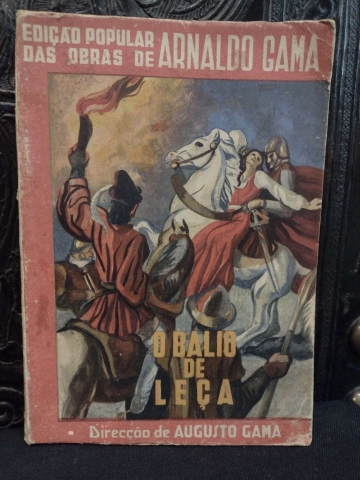 EDIÇÃO POPULAR
DAS OBRAS DE ARNALDO GAMA
O BALIO
DE
LEÇA
Direcção de AUGUSTO GAMA